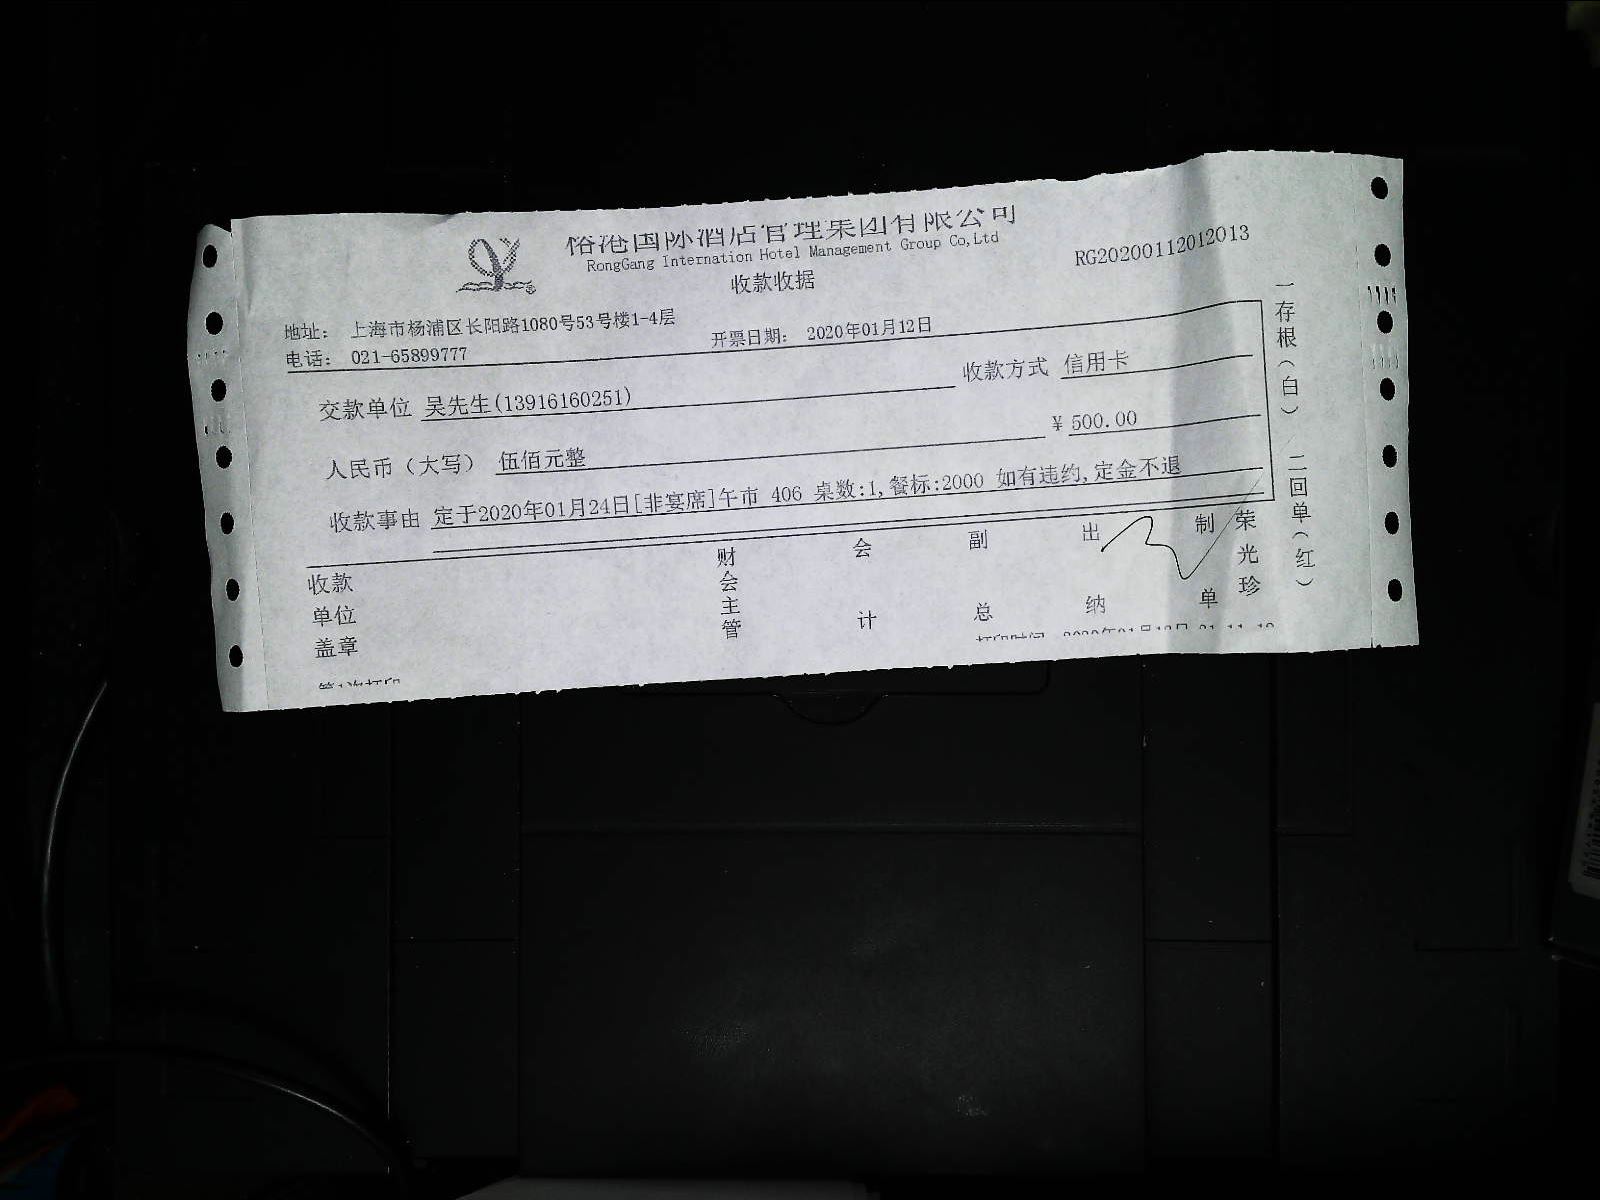 俗港国际酒店管理集团有限公司
RongGang Internation Hotel Management Group Co,Ltd
收款收据
RG20200112012013
地址： 上海市杨浦区长阳路1080号53号楼1-4层
电话： 021-65899777
开票日期： 2020年01月12日
交款单位 吴先生(13916160251)
收款方式 信用卡
人民币（大写） 伍佰元整
¥ 500.00
收款事由 定于2020年01月24日[非宴席]午市 406 桌数:1,餐标:2000 如有违约,定金不退
收款单位盖章
财会主管
会计
副总
出纳
制单
荣光珍
一存根（白）
二回单（红）
第1次打印